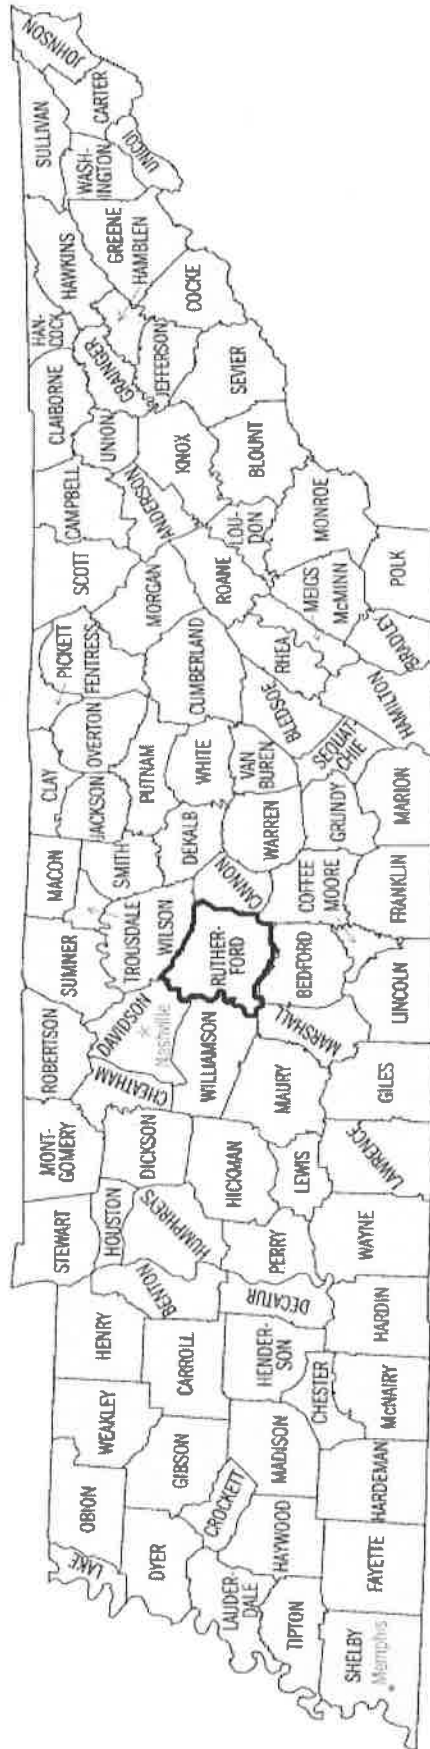 LAKE
OBION
WEAKLEY
HENRY
STEWART
MONT-
GOMERY
ROBERTSON
SUMNER
MACON
CLAY
PICKETT
SCOTT
CAMPBELL
CLAIBORNE
HAN-
COCK
HAWKINS
SULLIVAN
JOHNSON
DYER
GIBSON
CARROLL
BENTON
HOUSTON
HUMPHREYS
DICKSON
CHEATHAM
DAVIDSON
Nashville
TROUSDALE
WILSON
SMITH
JACKSON
OVERTON
FENTRESS
PUTNAM
MORGAN
ANDERSON
UNION
GRAINGER
HAMBLEN
GREENE
WASH-
INGTON
UNICOI
CARTER
LAUDER-
DALE
CROCKETT
HAYWOOD
MADISON
HENDER-
SON
DECATUR
PERRY
HICKMAN
LEWIS
WILLIAMSON
MAURY
RUTHER-
FORD
CANNON
DEKALB
WHITE
WARREN
VAN
BUREN
CUMBERLAND
BLEDSOE
RHEA
ROANE
LOU-
DON
KNOX
JEFFERSON
COCKE
SEVIER
BLOUNT
TIPTON
SHELBY
Memphis
FAYETTE
HARDEMAN
CHESTER
McNAIRY
HARDIN
WAYNE
LAWRENCE
GILES
MARSHALL
BEDFORD
LINCOLN
COFFEE
MOORE
FRANKLIN
GRUNDY
MARION
SEQUAT-
CHIE
HAMILTON
BRADLEY
MEIGS
McMINN
MONROE
POLK